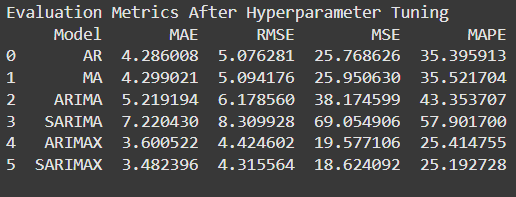 Evaluation Metrics After Hyperparameter Tuning
Model MAE RMSE MSE MAPE
0 AR 4.286008 5.076281 25.768626 35.395913
1 MA 4.299021 5.094176 25.950630 35.521704
2 ARIMA 5.219194 6.178560 38.174599 43.353707
3 SARIMA 7.220430 8.309928 69.054906 57.901700
4 ARIMAX 3.600522 4.424602 19.577106 25.414755
5 SARIMAX 3.482396 4.315564 18.624092 25.192728